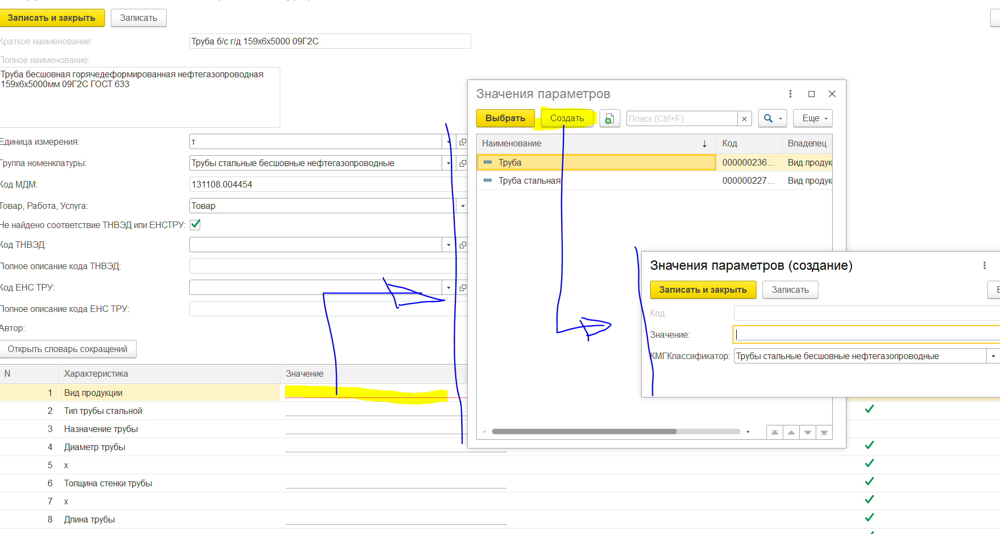 Записать и закрыть
Записать
Краткое наименование:
Труба б/с г/д 159х6х5000 09Г2С
Полное наименование:
Труба бесшовная горячедеформированная нефтегазопроводная
159х6х5000мм 09Г2С ГОСТ 633
Единица измерения:
т
Группа номенклатуры:
Трубы стальные бесшовные нефтегазопроводные
Код МДМ:
131108.004454
Товар, Работа, Услуга:
Товар
Не найдено соответствие ТНВЭД или ЕНСТРУ:
Код ТНВЭД:
Полное описание кода ТНВЭД:
Код ЕНС ТРУ:
Полное описание кода ЕНС ТРУ:
Автор:
Открыть словарь сокращений
N Характеристика Значение
1 Вид продукции
2 Тип трубы стальной
3 Назначение трубы
4 Диаметр трубы
5 х
6 Толщина стенки трубы
7 х
8 Длина трубы
Значения параметров
Выбрать
Создать
Поиск (Ctrl+F)
Еще
Наименование Код Владелец
Труба 000000236... Вид продук
Труба стальная 000000227... Вид продук
Значения параметров (создание)
Записать и закрыть
Записать
Код:
Значение:
КМГКлассификатор: Трубы стальные бесшовные нефтегазопроводные